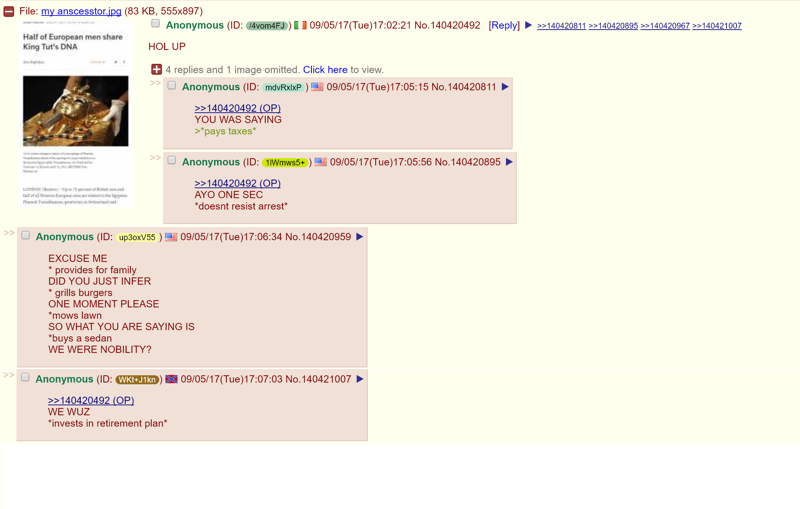 File: my anscesstor.jpg (83 KB, 555x897)
Half of European men share
King Tut's DNA
Anonymous (ID: /4vom4FJ) 09/05/17(Tue)17:02:21 No.140420492 [Reply] ▶ >>140420811 >>140420895 >>140420967 >>140421007
HOL UP
4 replies and 1 image omitted. Click here to view.
>> Anonymous (ID: mdvRxlxP) 09/05/17(Tue)17:05:15 No.140420811 ▶
>>140420492 (OP)
YOU WAS SAYING
>*pays taxes*
>> Anonymous (ID: 1lWmws5+) 09/05/17(Tue)17:05:56 No.140420895 ▶
>>140420492 (OP)
AYO ONE SEC
*doesnt resist arrest*
>> Anonymous (ID: up3oxV55) 09/05/17(Tue)17:06:34 No.140420959 ▶
EXCUSE ME
* provides for family
DID YOU JUST INFER
* grills burgers
ONE MOMENT PLEASE
*mows lawn
SO WHAT YOU ARE SAYING IS
*buys a sedan
WE WERE NOBILITY?
>> Anonymous (ID: WKt+J1kn) 09/05/17(Tue)17:07:03 No.140421007 ▶
>>140420492 (OP)
WE WUZ
*invests in retirement plan*